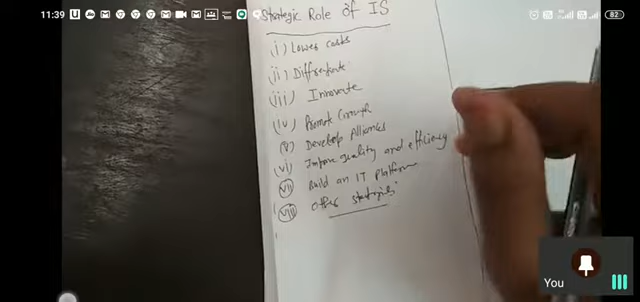 11:39
82
Strategic Role of IS
(i) Lower costs
(ii) Diffrentiate
(iii) Innovate
(iv) Promote Growth
(v) Develop Alliances
(vi) Improve quality and efficiency
(vii) Build an IT Platform
(viii) Other strategies
You